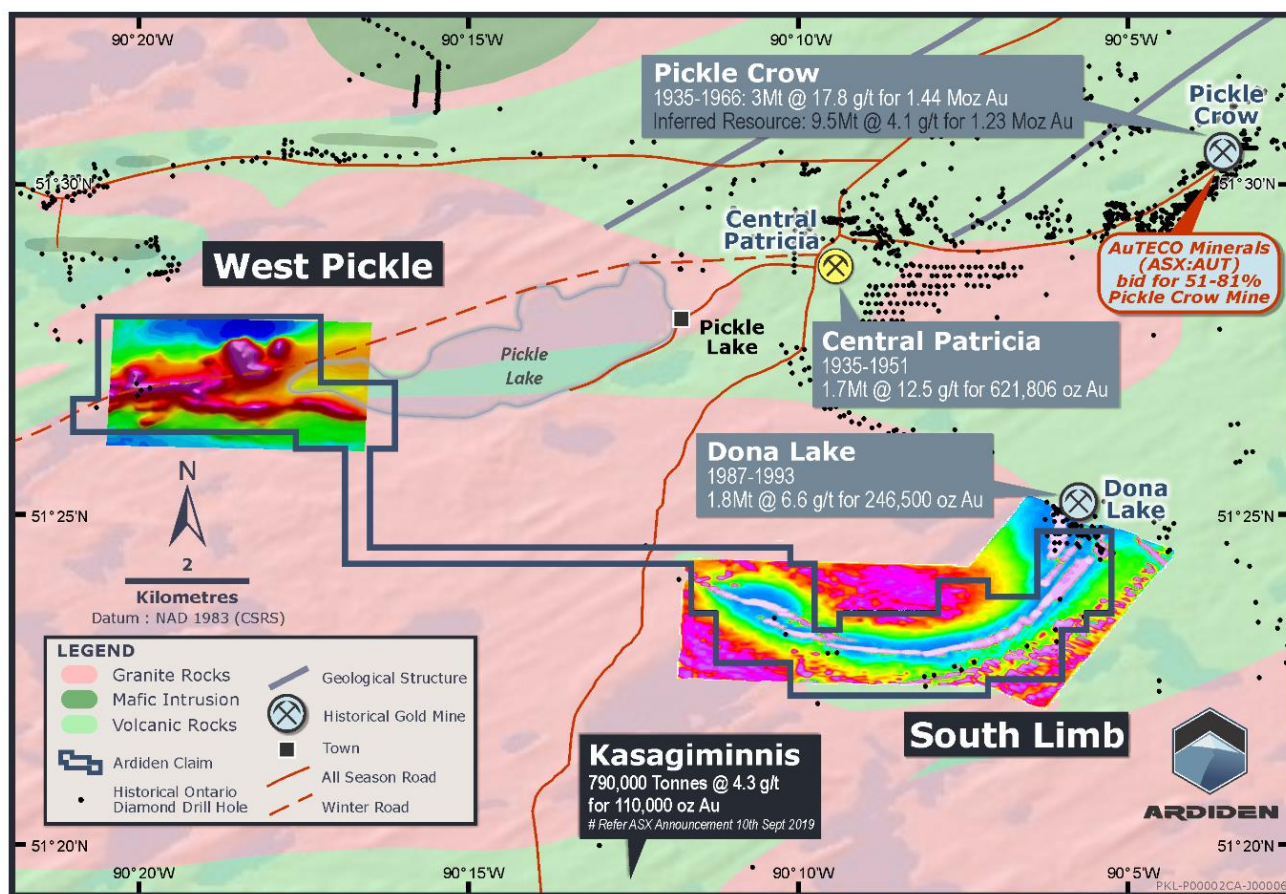 90°20'W
90°15'W
90°10'W
90°5'W
Pickle Crow
1935-1966: 3Mt @ 17.8 g/t for 1.44 Moz Au
Inferred Resource: 9.5Mt @ 4.1 g/t for 1.23 Moz Au
Pickle
Crow
51°30'N
51°30'N
Central
Patricia
West Pickle
AuTECO Minerals
(ASX:AUT)
bid for 51-81%
Pickle Crow Mine
Pickle
Lake
Pickle
Lake
Central Patricia
1935-1951
1.7Mt @ 12.5 g/t for 621,806 oz Au
Dona Lake
1987-1993
1.8Mt @ 6.6 g/t for 246,500 oz Au
Dona
Lake
N
51°25'N
51°25'N
2
Kilometres
Datum : NAD 1983 (CSRS)
LEGEND
Granite Rocks
Mafic Intrusion
Volcanic Rocks
Ardiden Claim
Historical Ontario
Diamond Drill Hole
Geological Structure
Historical Gold Mine
Town
All Season Road
Winter Road
South Limb
Kasagiminnis
790,000 Tonnes @ 4.3 g/t
for 110,000 oz Au
# Refer ASX Announcement 10th Sept 2019
ARDIDEN
51°20'N
51°20'N
90°20'W
90°15'W
90°10'W
90°5'W
PKL-P00002CA-J00R06